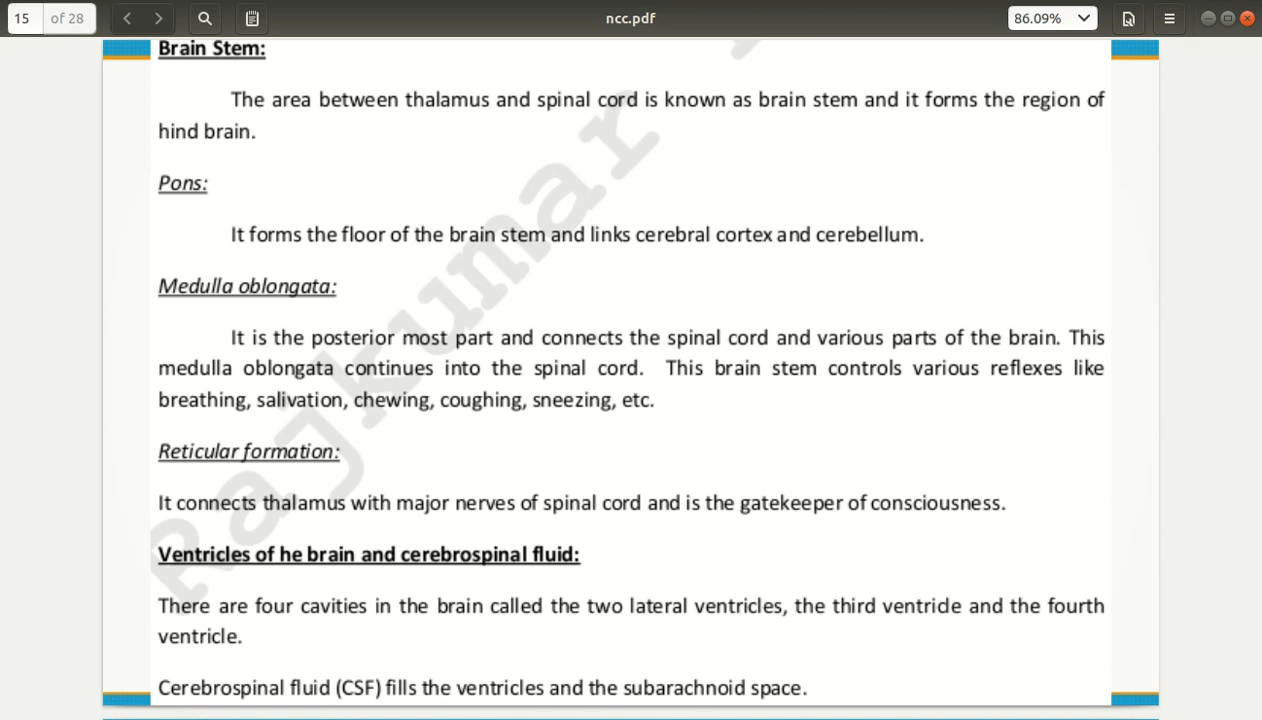 15 of 28 ncc.pdf 86.09%
Brain Stem:
The area between thalamus and spinal cord is known as brain stem and it forms the region of
hind brain.
Pons:
It forms the floor of the brain stem and links cerebral cortex and cerebellum.
Medulla oblongata:
It is the posterior most part and connects the spinal cord and various parts of the brain. This
medulla oblongata continues into the spinal cord. This brain stem controls various reflexes like
breathing, salivation, chewing, coughing, sneezing, etc.
Reticular formation:
It connects thalamus with major nerves of spinal cord and is the gatekeeper of consciousness.
Ventricles of he brain and cerebrospinal fluid:
There are four cavities in the brain called the two lateral ventricles, the third ventricle and the fourth
ventricle.
Cerebrospinal fluid (CSF) fills the ventricles and the subarachnoid space.
Rajkumar